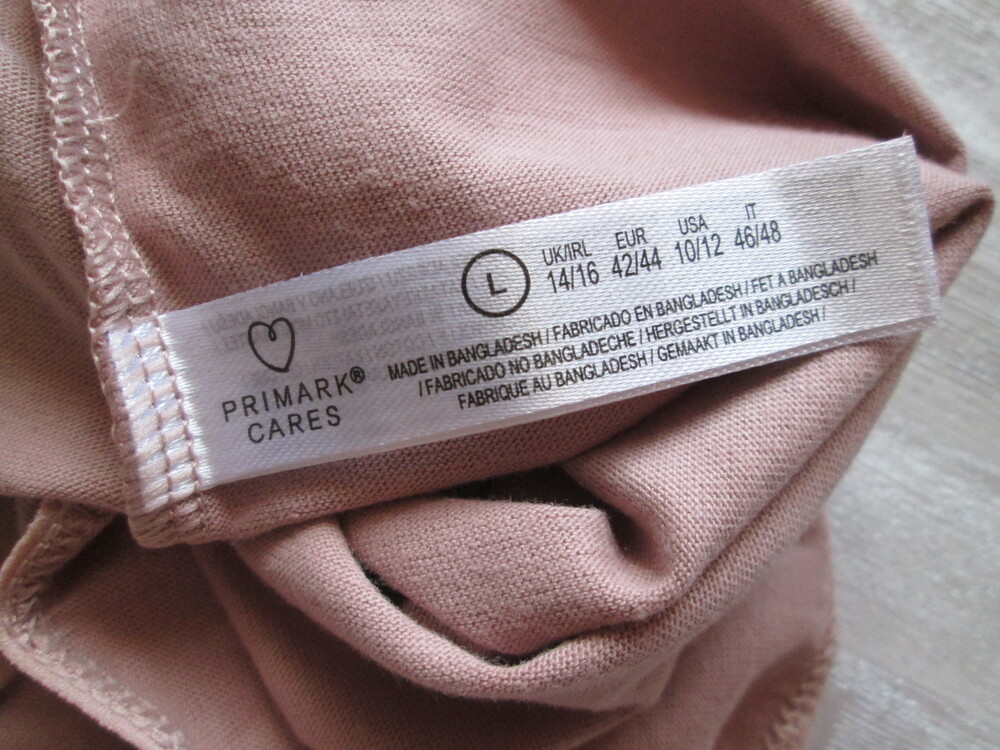 PRIMARK®
CARES
L
UK/IRL EUR USA IT
14/16 42/44 10/12 46/48
MADE IN BANGLADESH / FABRICADO EN BANGLADESH / FET A BANGLADESH
/ FABRICADO NO BANGLADECHE / HERGESTELLT IN BANGLADESCH /
FABRIQUE AU BANGLADESH / GEMAAKT IN BANGLADESH /